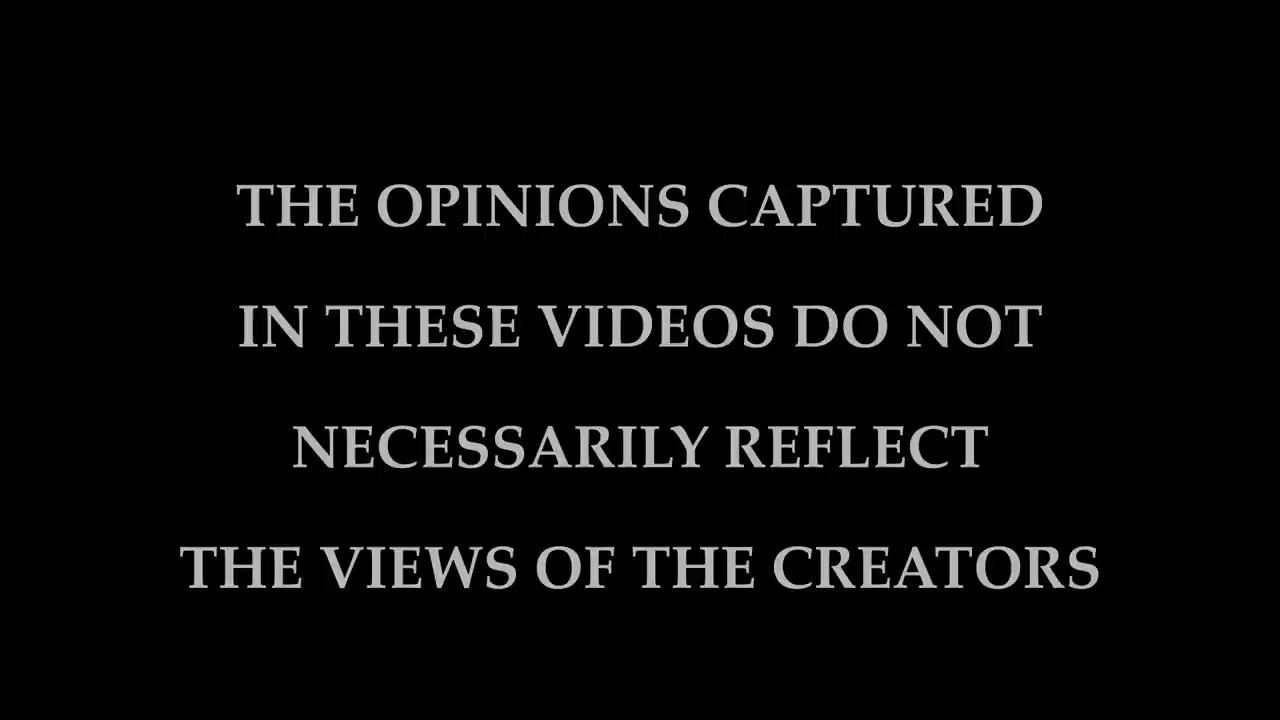 THE OPINIONS CAPTURED
IN THESE VIDEOS DO NOT
NECESSARILY REFLECT
THE VIEWS OF THE CREATORS